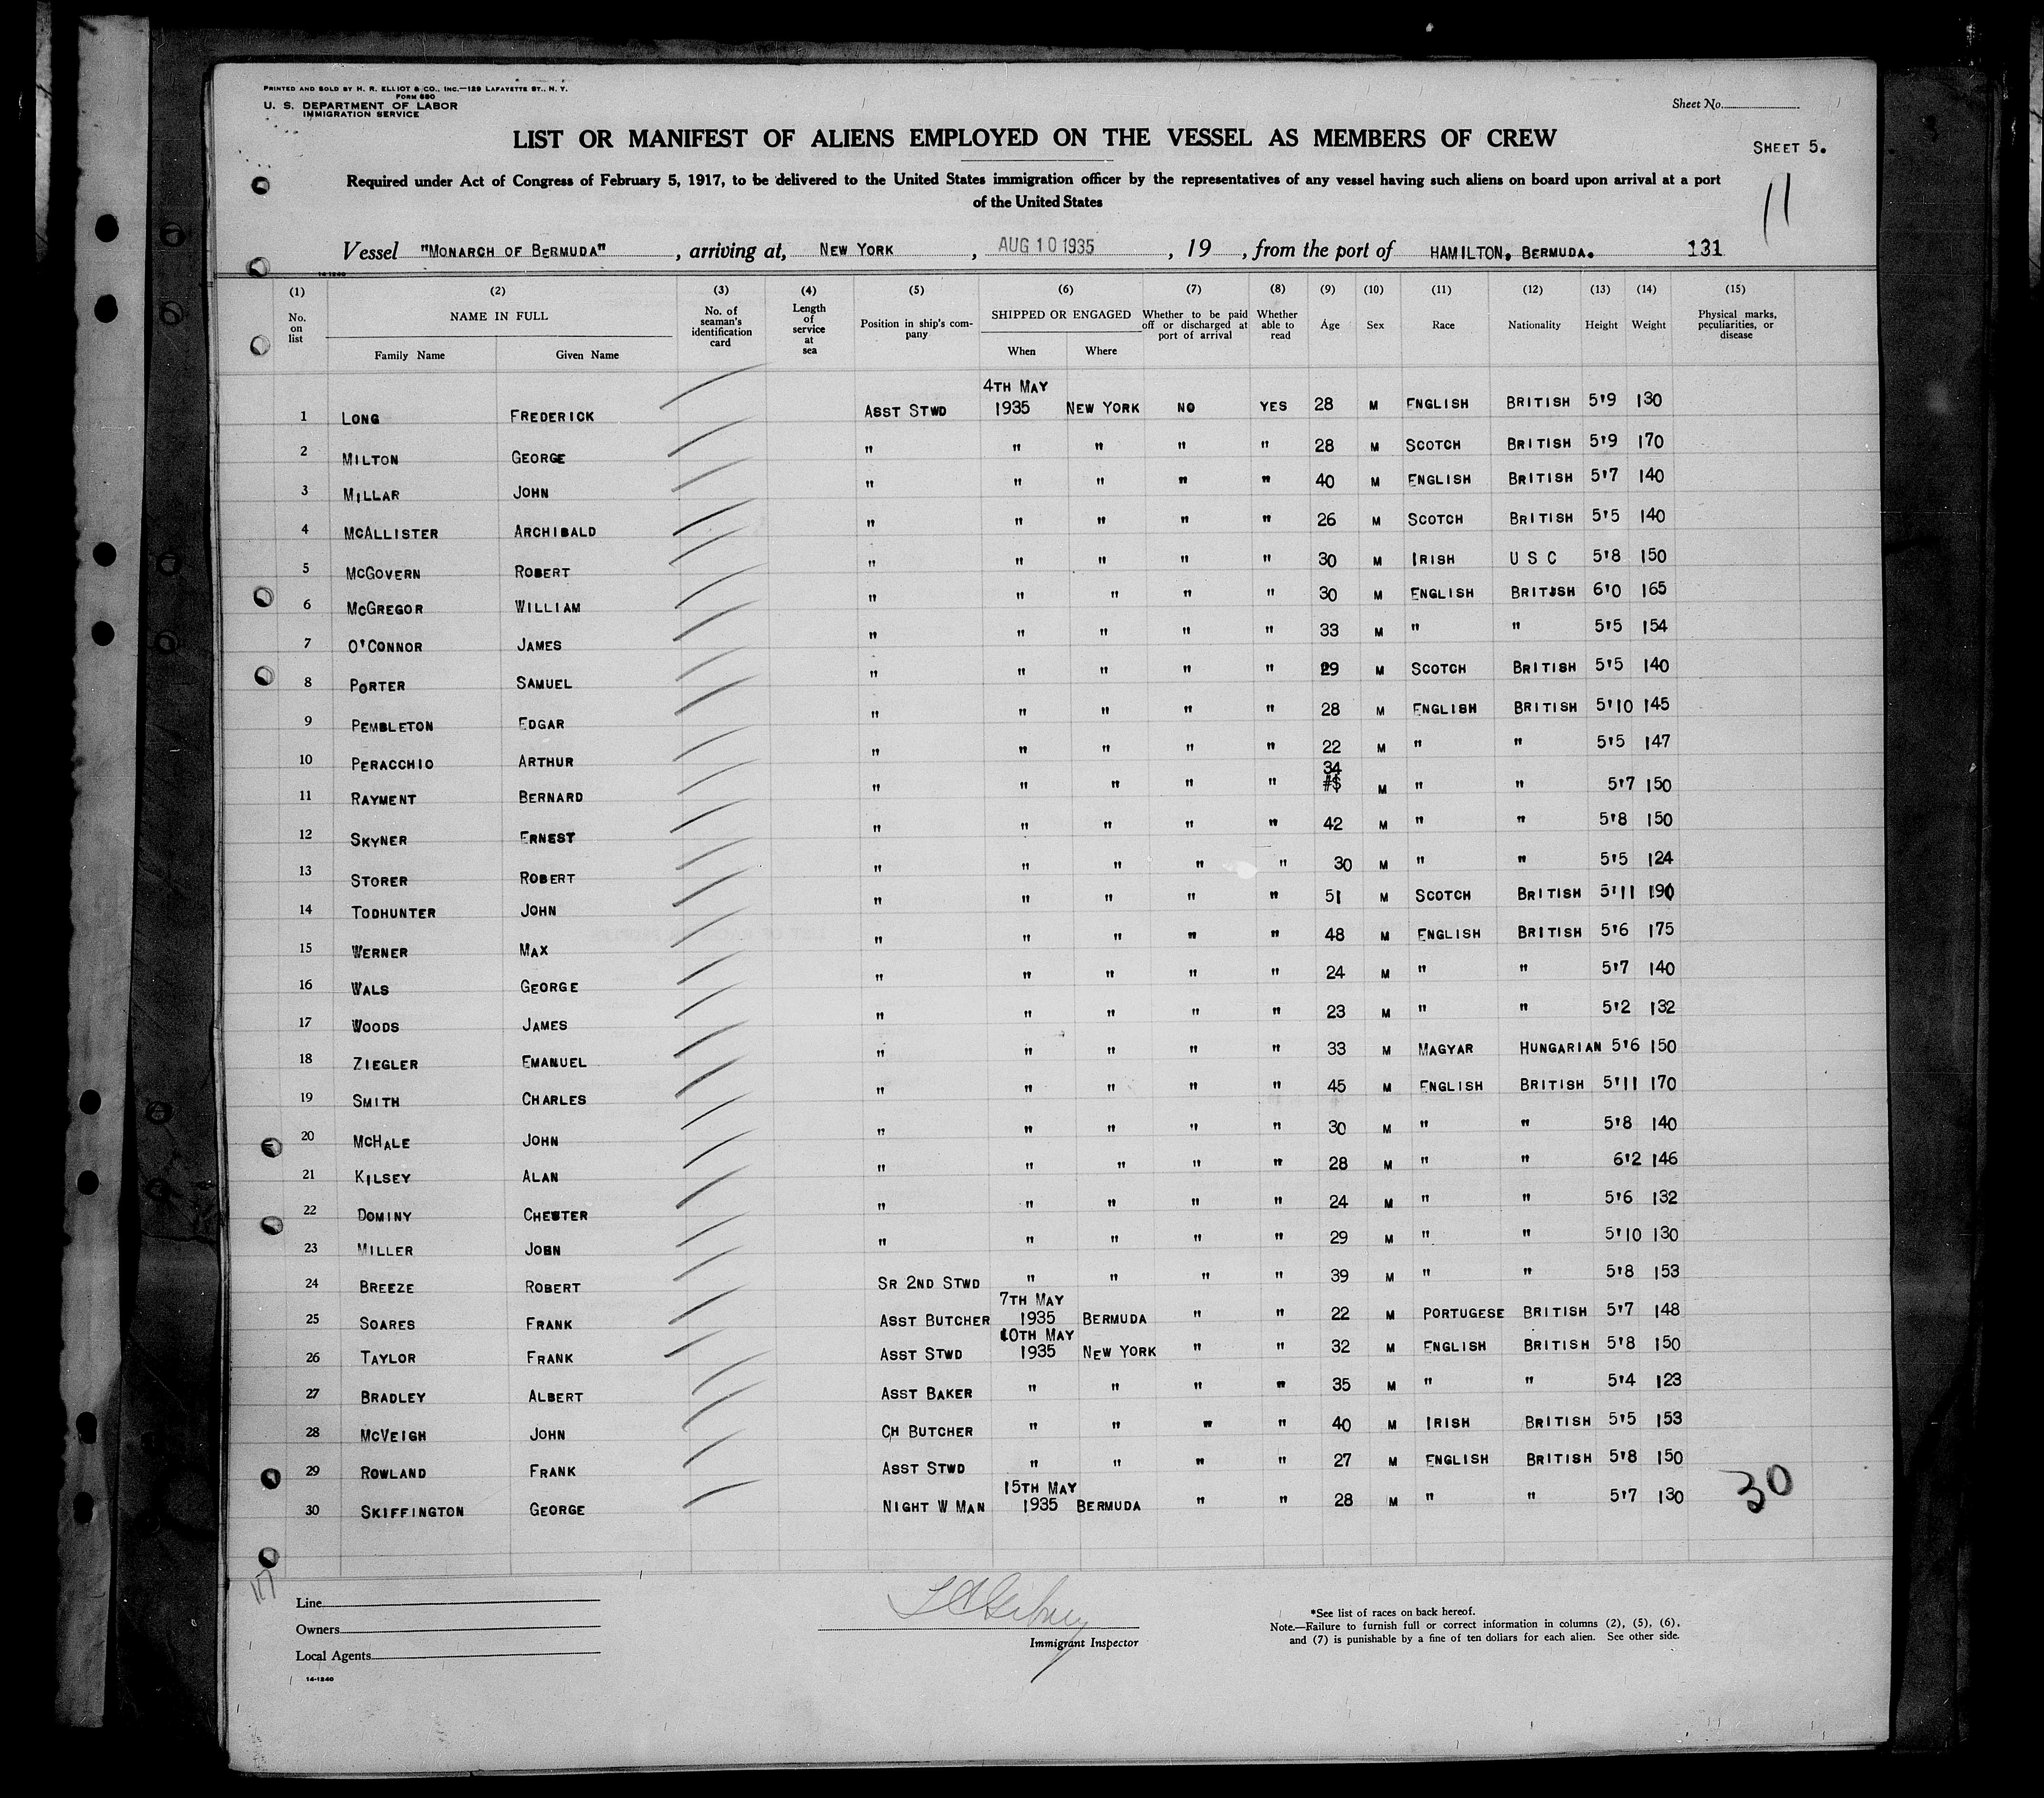 PRINTED AND SOLD BY H. R. ELLIOT & CO., INC.—129 LAFAYETTE ST., N. Y.
FORM 680
U. S. DEPARTMENT OF LABOR
IMMIGRATION SERVICE
Sheet No.
LIST OR MANIFEST OF ALIENS EMPLOYED ON THE VESSEL AS MEMBERS OF CREW
SHEET 5.
Required under Act of Congress of February 5, 1917, to be delivered to the United States immigration officer by the representatives of any vessel having such aliens on board upon arrival at a port
of the United States
11
Vessel "MONARCH OF BERMUDA", arriving at, NEW YORK, AUG 10 1935, 19 , from the port of HAMILTON, BERMUDA. 131
14-1240
(1) (2) (3) (4) (5) (6) (7) (8) (9) (10) (11) (12) (13) (14) (15)
No. on list NAME IN FULL Family Name Given Name No. of seaman's identification card Length of service at sea Position in ship's company SHIPPED OR ENGAGED When Where Whether to be paid off or discharged at port of arrival Whether able to read Age Sex Race Nationality Height Weight Physical marks, peculiarities, or disease
4TH MAY
1 LONG FREDERICK ASST STWD 1935 NEW YORK NO YES 28 M ENGLISH BRITISH 5'9 130
2 MILTON GEORGE " " " " " 28 M SCOTCH BRITISH 5'9 170
3 MILLAR JOHN " " " " " 40 M ENGLISH BRITISH 5'7 140
4 MCALLISTER ARCHIBALD " " " " " 26 M SCOTCH BRITISH 5'5 140
5 MCGOVERN ROBERT " " " " " 30 M IRISH U S C 5'8 150
6 MCGREGOR WILLIAM " " " " " 30 M ENGLISH BRITISH 6'0 165
7 O'CONNOR JAMES " " " " " 33 M " " 5'5 154
8 PORTER SAMUEL " " " " " 29 M SCOTCH BRITISH 5'5 140
9 PEMBLETON EDGAR " " " " " 28 M ENGLISH BRITISH 5'10 145
10 PERACCHIO ARTHUR " " " " " 22 M " " 5'5 147
34
11 RAYMENT BERNARD " " " " " #$ M " " 5'7 150
12 SKYNER ERNEST " " " " " 42 M " " 5'8 150
13 STORER ROBERT " " " " " 30 M " " 5'5 124
14 TODHUNTER JOHN " " " " " 51 M SCOTCH BRITISH 5'11 190
15 WERNER MAX " " " " " 48 M ENGLISH BRITISH 5'6 175
16 WALS GEORGE " " " " " 24 M " " 5'7 140
17 WOODS JAMES " " " " " 23 M " " 5'2 132
18 ZIEGLER EMANUEL " " " " " 33 M MAGYAR HUNGARIAN 5'6 150
19 SMITH CHARLES " " " " " 45 M ENGLISH BRITISH 5'11 170
20 MCHALE JOHN " " " " " 30 M " " 5'8 140
21 KILSEY ALAN " " " " " 28 M " " 6'2 146
22 DOMINY CHESTER " " " " " 24 M " " 5'6 132
23 MILLER JOHN " " " " " 29 M " " 5'10 130
24 BREEZE ROBERT SR 2ND STWD " " " " 39 M " " 5'8 153
7TH MAY
25 SOARES FRANK ASST BUTCHER 1935 BERMUDA " " 22 M PORTUGESE BRITISH 5'7 148
10TH MAY
26 TAYLOR FRANK ASST STWD 1935 NEW YORK " " 32 M ENGLISH BRITISH 5'8 150
27 BRADLEY ALBERT ASST BAKER " " " " 35 M " " 5'4 123
28 MCVEIGH JOHN CH BUTCHER " " " " 40 M IRISH BRITISH 5'5 153
29 ROWLAND FRANK ASST STWD " " " " 27 M ENGLISH BRITISH 5'8 150
15TH MAY
30 SKIFFINGTON GEORGE NIGHT W MAN 1935 BERMUDA " " 28 M " " 5'7 130
30
Line
Owners
Local Agents
14-1240
Immigrant Inspector
*See list of races on back hereof.
Note.—Failure to furnish full or correct information in columns (2), (5), (6),
and (7) is punishable by a fine of ten dollars for each alien. See other side.